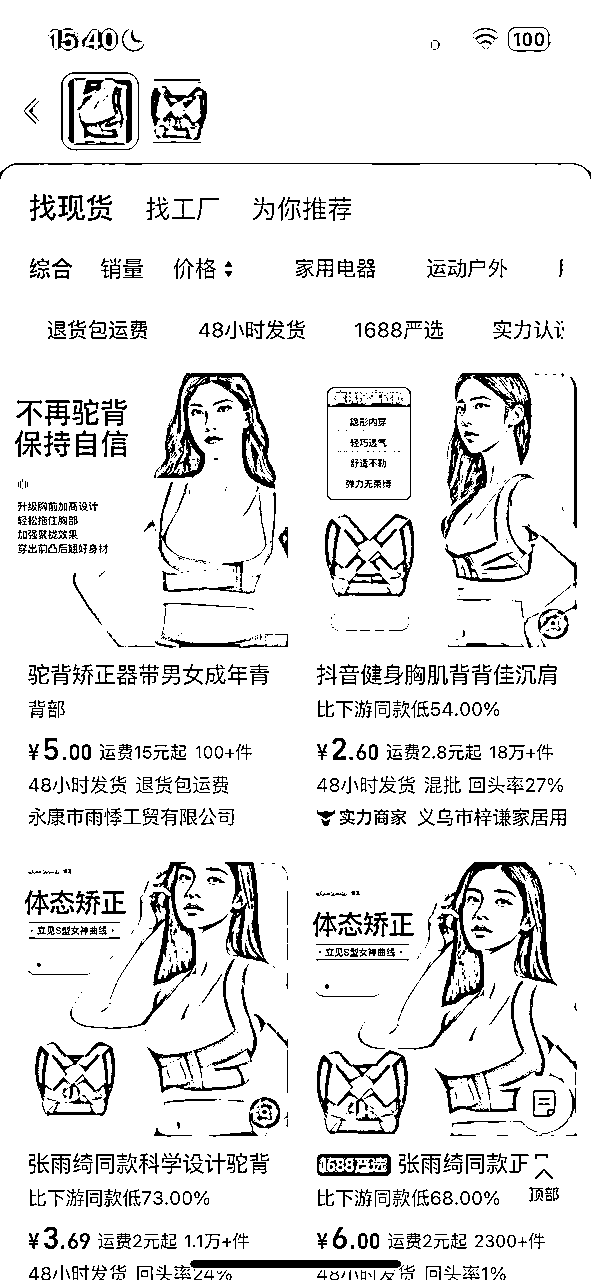 15:40
100
找现货 找工厂 为你推荐
综合 销量 价格 家用电器 运动户外
退货包运费 48小时发货 1688严选 实力认
不再驼背
保持自信
升级胸前加高设计
轻松拖住胸部
加强聚拢效果
穿出前凸后翘好身材
隐形内穿
轻巧透气
舒适不勒
弹力无束缚
驼背矫正器带男女成年青
背部
¥5.00 运费15元起 100+件
48小时发货 退货包运费
永康市雨悸工贸有限公司
抖音健身胸肌背背佳沉肩
比下游同款低54.00%
¥2.60 运费2.8元起 18万+件
48小时发货 混批 回头率27%
实力商家 义乌市梓谦家居用
体态矫正
·立见S型女神曲线·
张雨绮同款科学设计驼背
比下游同款低73.00%
¥3.69 运费2元起 1.1万+件
48小时发货 回头率24%
体态矫正
·立见S型女神曲线·
1688严选 张雨绮同款正
比下游同款低68.00%
¥6.00 运费2元起 2300+件
48小时发货 回头率1%
顶部